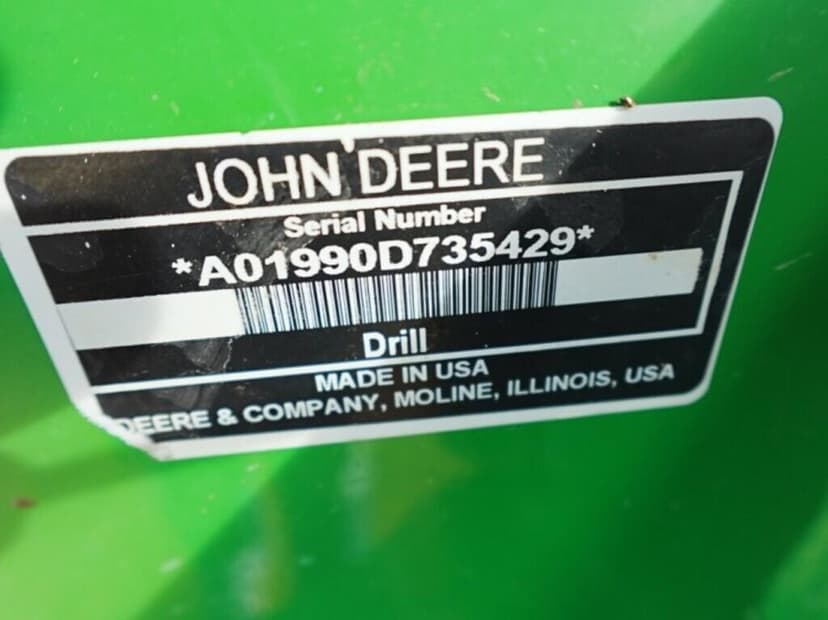 JOHN DEERE
Serial Number
*A01990D735429*
Drill
MADE IN USA
DEERE & COMPANY, MOLINE, ILLINOIS, USA